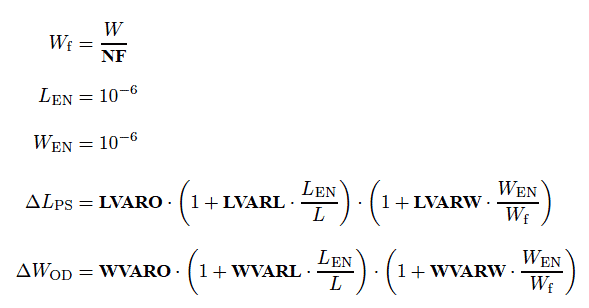 W_f = W / NF
L_EN = 10^−6
W_EN = 10^−6
ΔL_PS = LVARO · (1 + LVARL · L_EN / L) · (1 + LVARW · W_EN / W_f)
ΔW_OD = WVARO · (1 + WVARL · L_EN / L) · (1 + WVARW · W_EN / W_f)